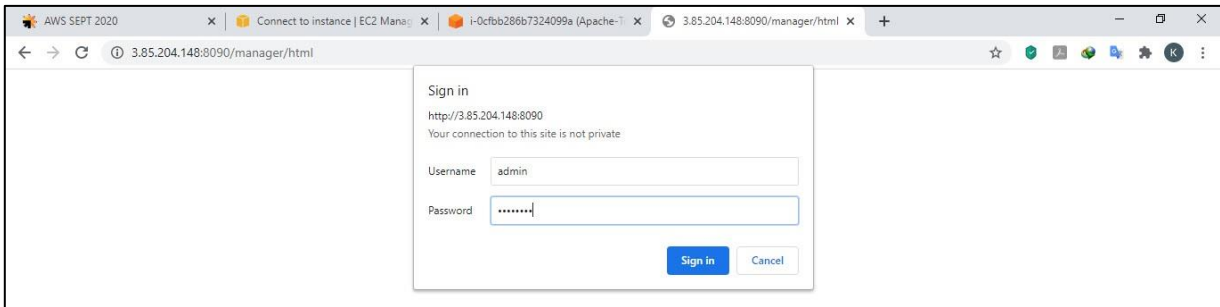 AWS SEPT 2020 Connect to instance | EC2 Manag i-0cfbb286b7324099a (Apache-T 3.85.204.148:8090/manager/html
3.85.204.148:8090/manager/html K
Sign in
http://3.85.204.148:8090
Your connection to this site is not private
Username admin
Password ••••••••
Sign in Cancel